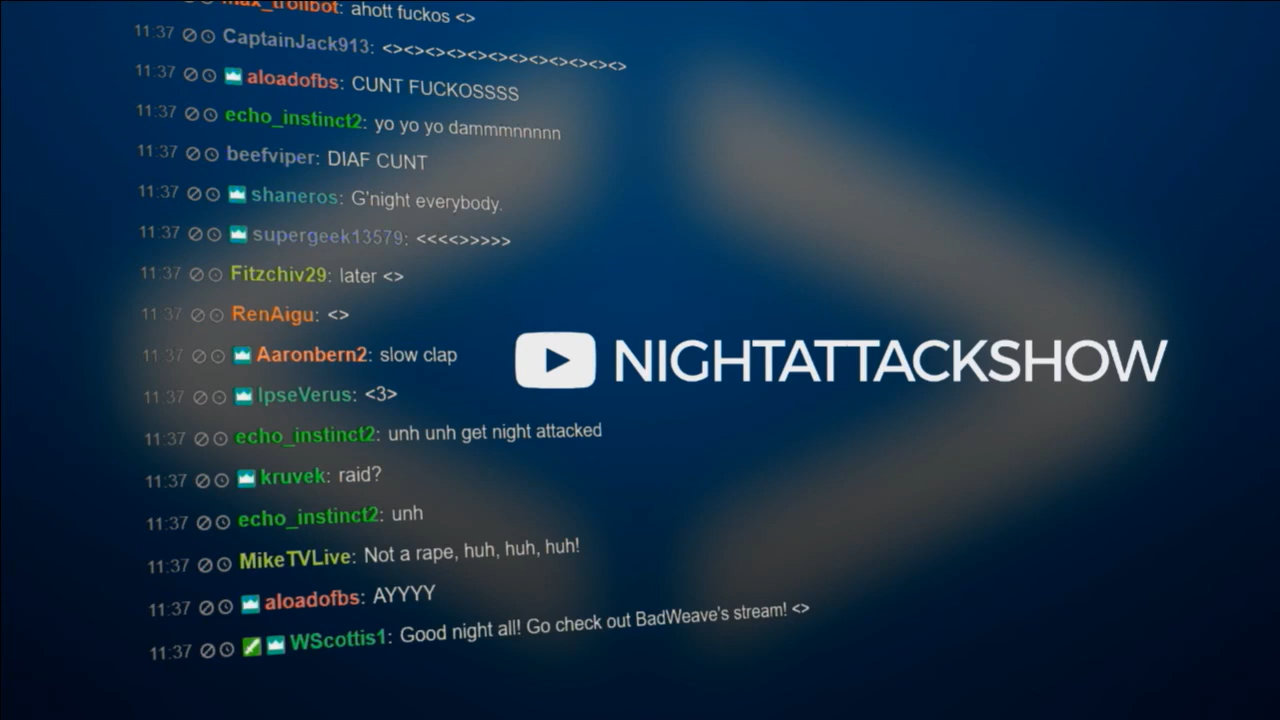 max_trollbot: ahott fuckos <>
11:37 CaptainJack913: <><><><><><><><><><><><>
11:37 aloadofbs: CUNT FUCKOSSSS
11:37 echo_instinct2: yo yo yo dammmnnnnn
11:37 beefviper: DIAF CUNT
11:37 shaneros: G'night everybody.
11:37 supergeek13579: <<<<>>>>>
11:37 Fitzchiv29: later <>
11:37 RenAigu: <>
11:37 Aaronbern2: slow clap
11:37 IpseVerus: <3>
11:37 echo_instinct2: unh unh get night attacked
11:37 kruvek: raid?
11:37 echo_instinct2: unh
11:37 MikeTVLive: Not a rape, huh, huh, huh!
11:37 aloadofbs: AYYYY
11:37 WScottis1: Good night all! Go check out BadWeave's stream! <>
NIGHTATTACKSHOW